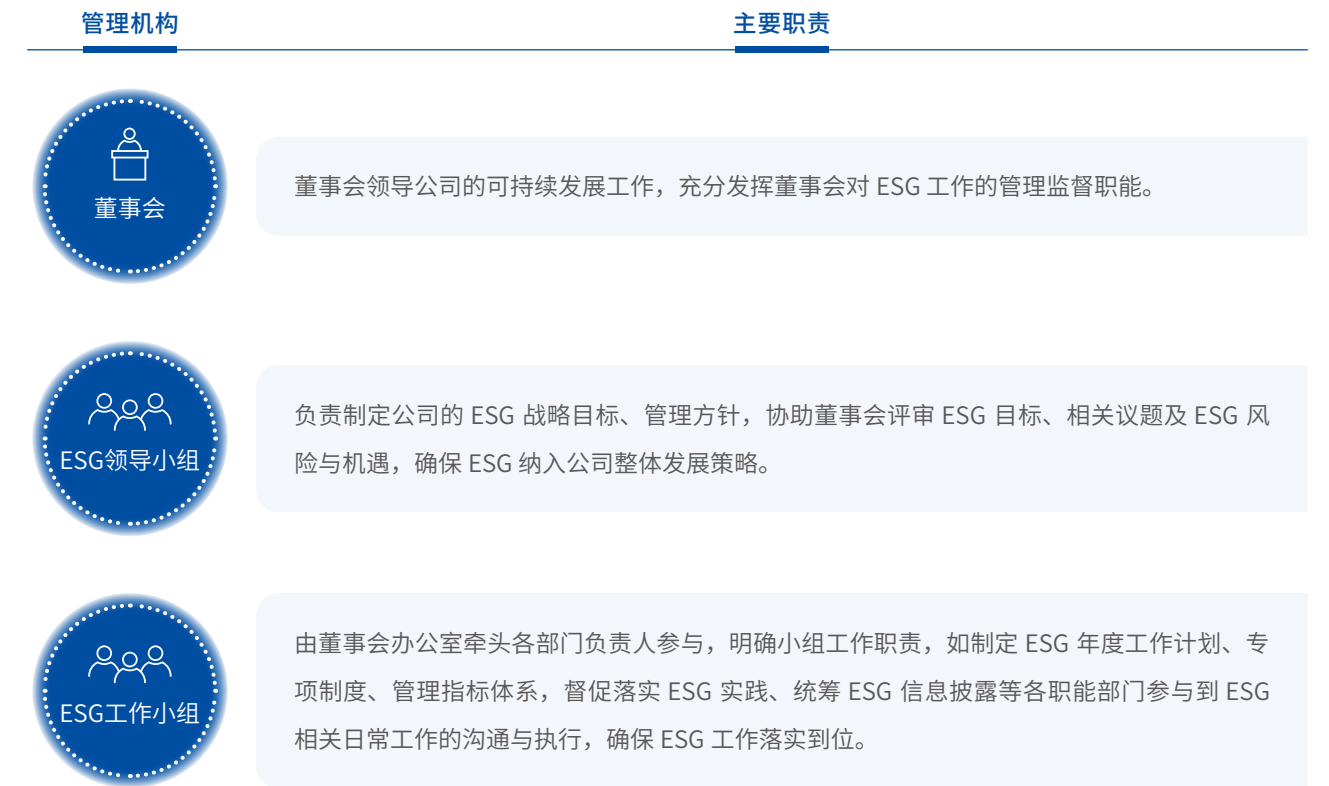 管理机构
主要职责
董事会
董事会领导公司的可持续发展工作，充分发挥董事会对 ESG 工作的管理监督职能。
ESG领导小组
负责制定公司的 ESG 战略目标、管理方针，协助董事会评审 ESG 目标、相关议题及 ESG 风
险与机遇，确保 ESG 纳入公司整体发展策略。
ESG工作小组
由董事会办公室牵头各部门负责人参与，明确小组工作职责，如制定 ESG 年度工作计划、专
项制度、管理指标体系，督促落实 ESG 实践、统筹 ESG 信息披露等各职能部门参与到 ESG
相关日常工作的沟通与执行，确保 ESG 工作落实到位。